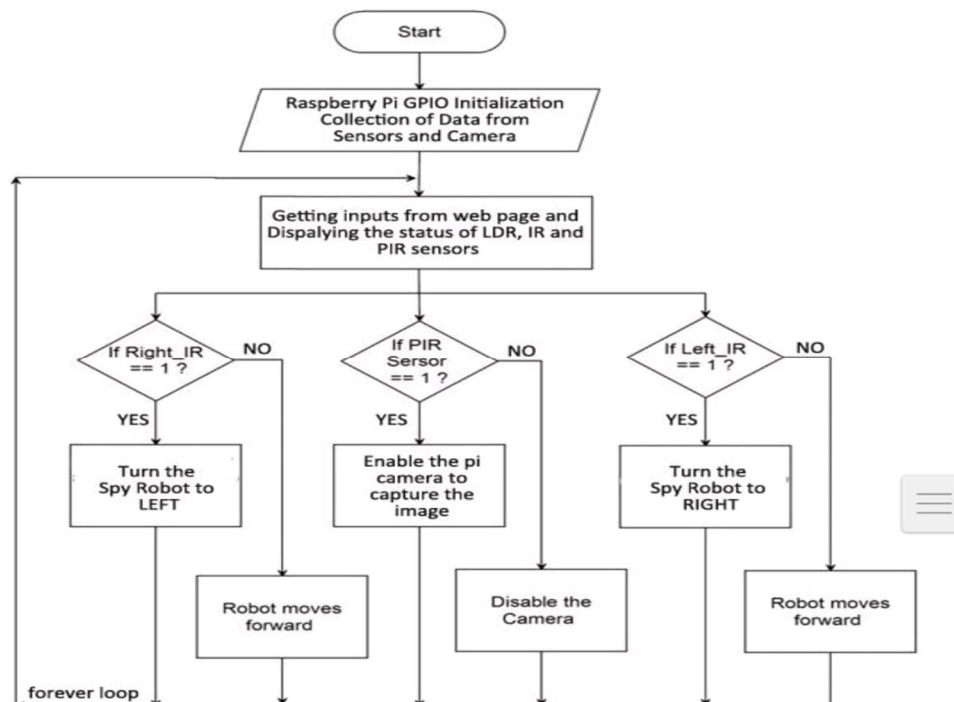 Start
Raspberry Pi GPIO Initialization
Collection of Data from
Sensors and Camera
Getting inputs from web page and
Dispalying the status of LDR, IR and
PIR sensors
If Right_IR
== 1 ?
NO
YES
Turn the
Spy Robot to
LEFT
Robot moves
forward
If PIR
Sersor
== 1 ?
NO
YES
Enable the pi
camera to
capture the
image
Disable the
Camera
If Left_IR
== 1 ?
NO
YES
Turn the
Spy Robot to
RIGHT
Robot moves
forward
forever loop